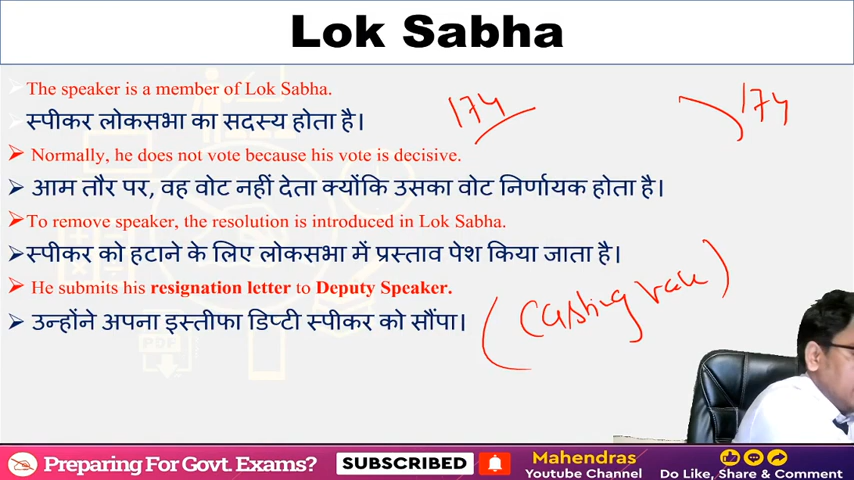 Lok Sabha
The speaker is a member of Lok Sabha.
174
174
स्पीकर लोकसभा का सदस्य होता है।
Normally, he does not vote because his vote is decisive.
आम तौर पर, वह वोट नहीं देता क्योंकि उसका वोट निर्णायक होता है।
To remove speaker, the resolution is introduced in Lok Sabha.
स्पीकर को हटाने के लिए लोकसभा में प्रस्ताव पेश किया जाता है।
He submits his resignation letter to Deputy Speaker.
(Casting
उन्होंने अपना इस्तीफा डिप्टी स्पीकर को सौंपा।
PDF
Preparing For Govt. Exams?
SUBSCRIBED
Mahendras
Youtube Channel
Do Like, Share & Comment